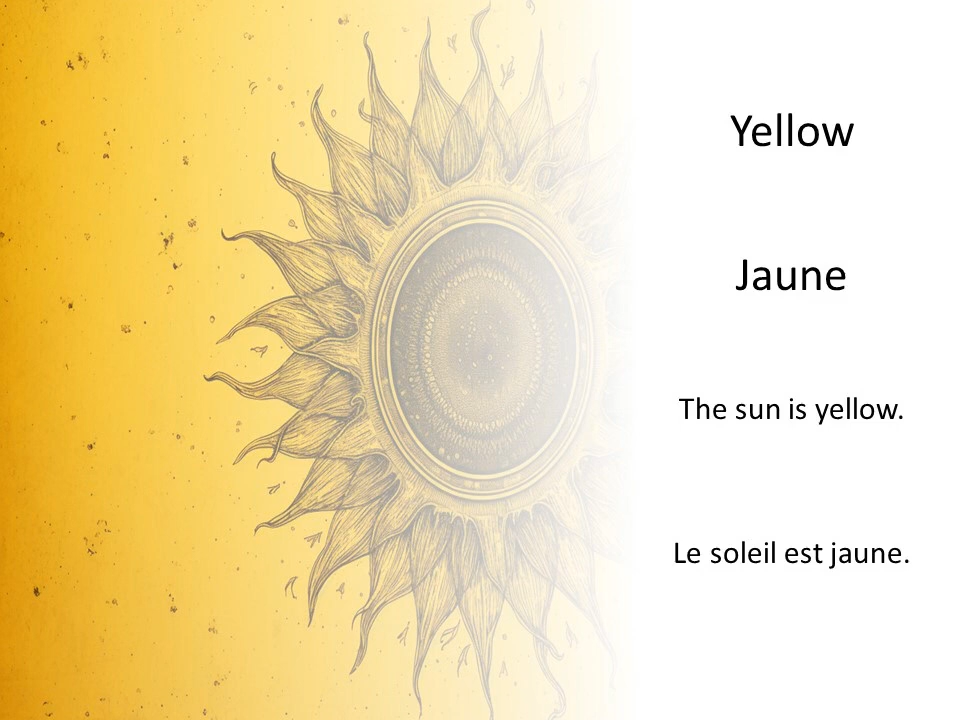 Yellow
Jaune
The sun is yellow.
Le soleil est jaune.